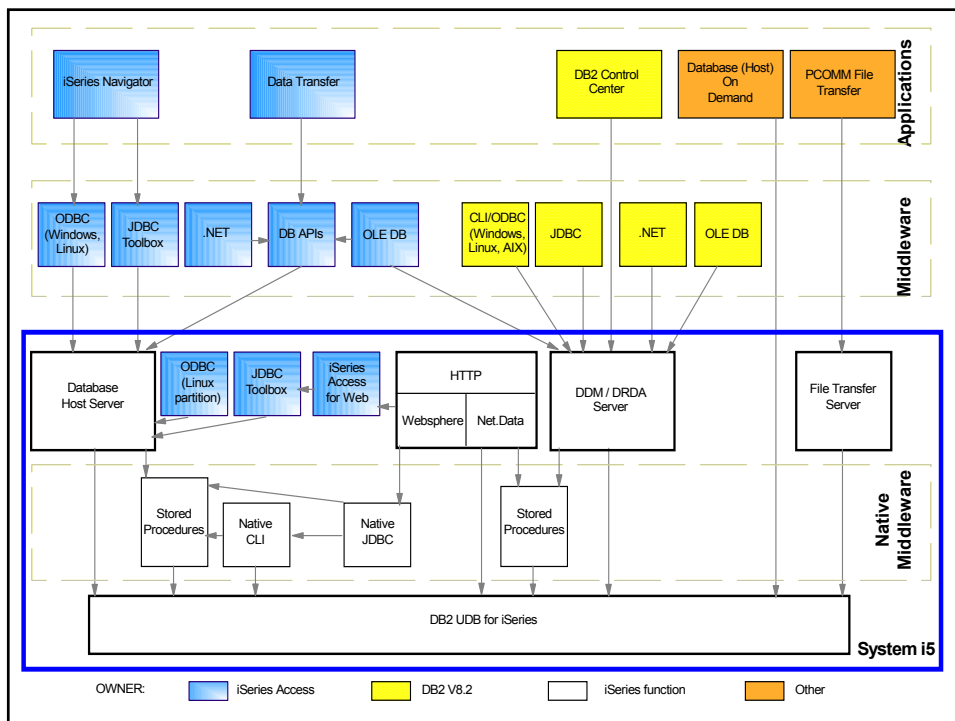 iSeries Navigator
Data Transfer
DB2 Control
Center
Database (Host)
On
Demand
PCOMM File
Transfer
Applications
ODBC
(Windows,
Linux)
JDBC
Toolbox
.NET
DB APIs
OLE DB
CLI/ODBC
(Windows,
Linux, AIX)
JDBC
.NET
OLE DB
Middleware
Database
Host Server
ODBC
(Linux
partition)
JDBC
Toolbox
iSeries
Access
for Web
HTTP
Websphere
Net.Data
DDM / DRDA
Server
File Transfer
Server
Stored
Procedures
Native
CLI
Native
JDBC
Stored
Procedures
Native
Middleware
DB2 UDB for iSeries
System i5
OWNER:
iSeries Access
DB2 V8.2
iSeries function
Other